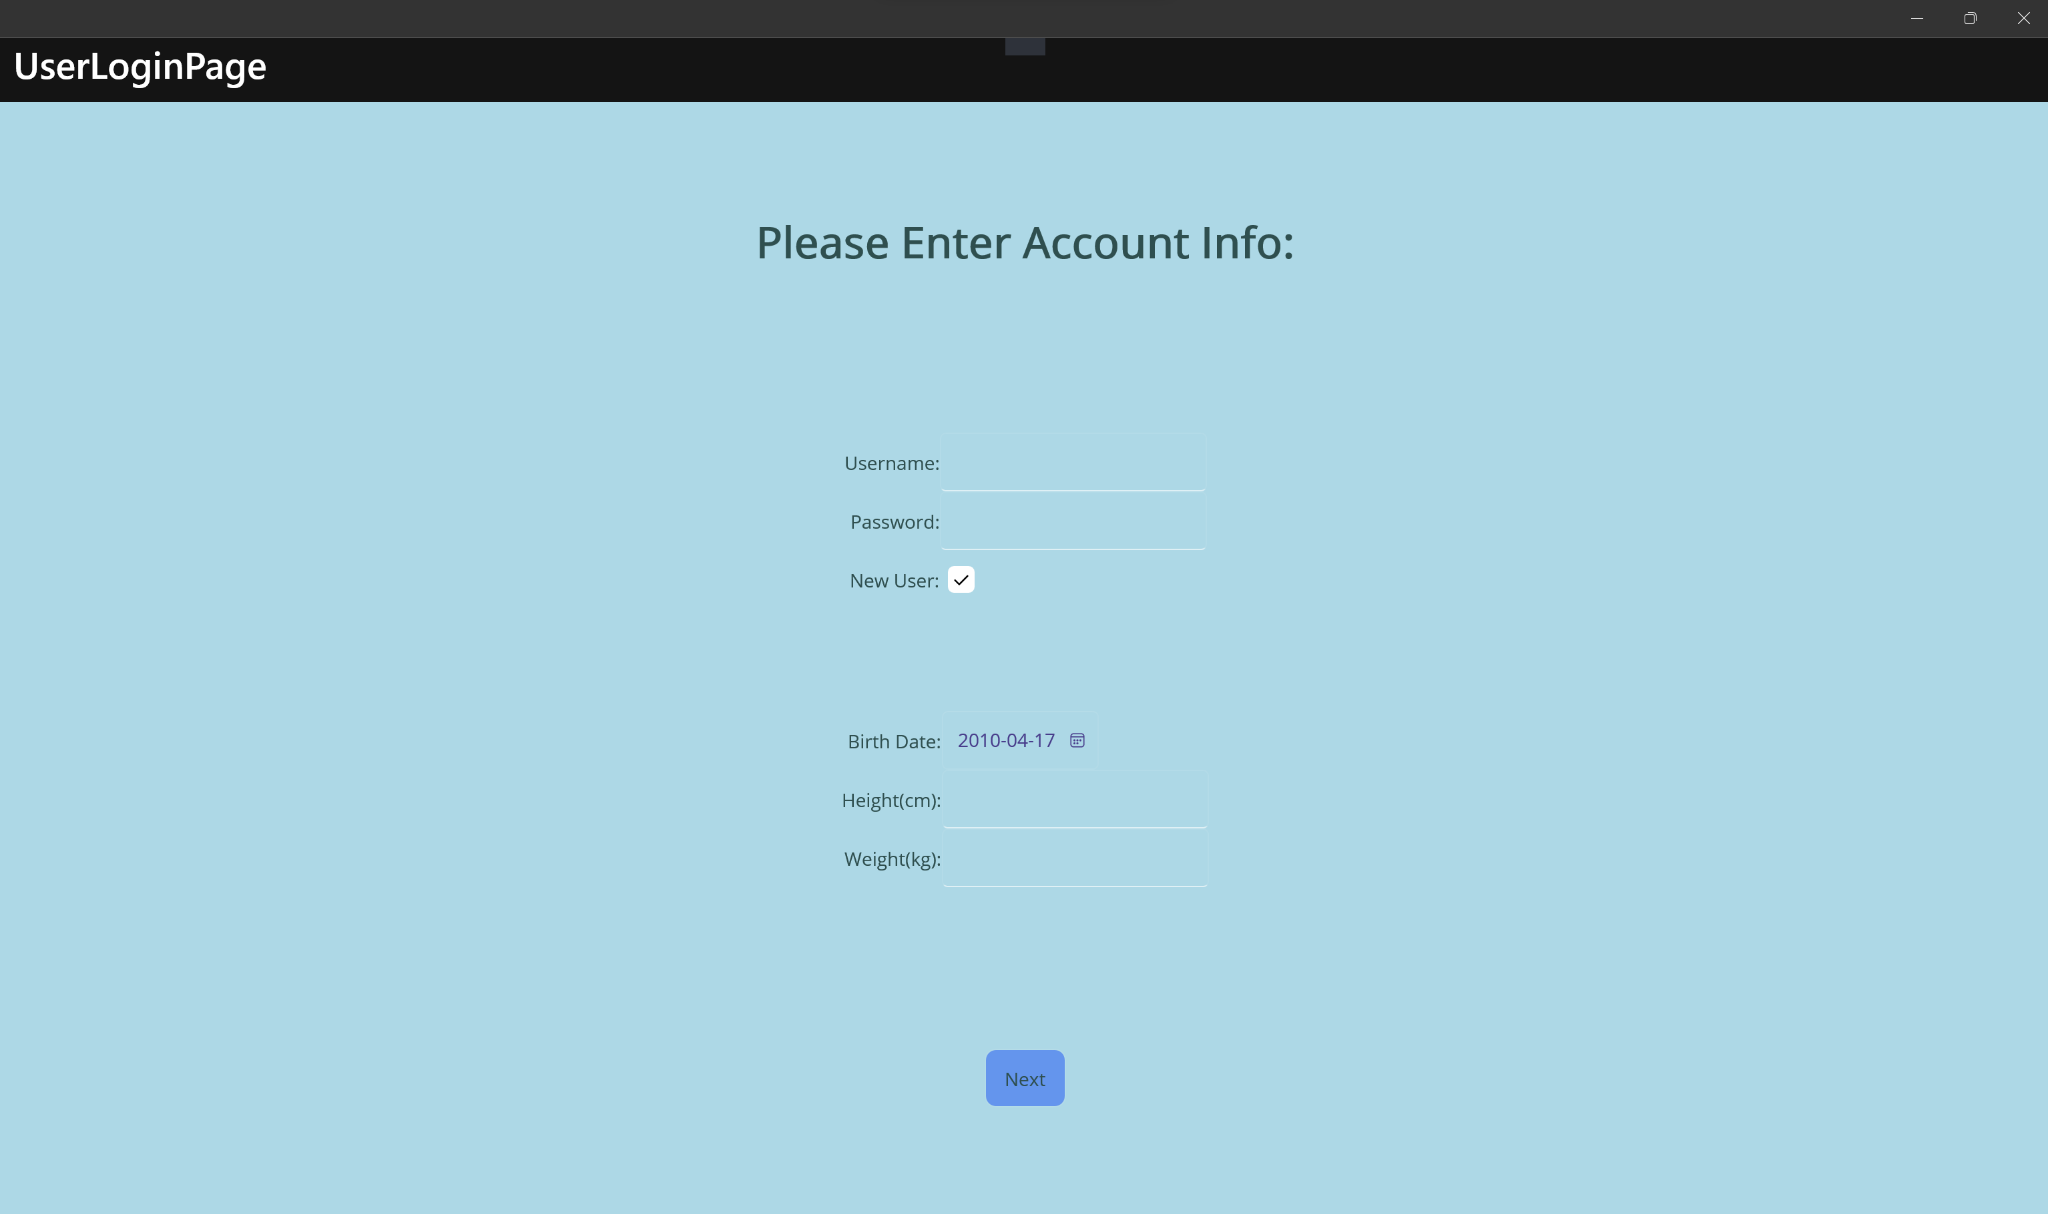 UserLoginPage
Please Enter Account Info:
Username:
Password:
New User:
Birth Date: 2010-04-17
Height(cm):
Weight(kg):
Next